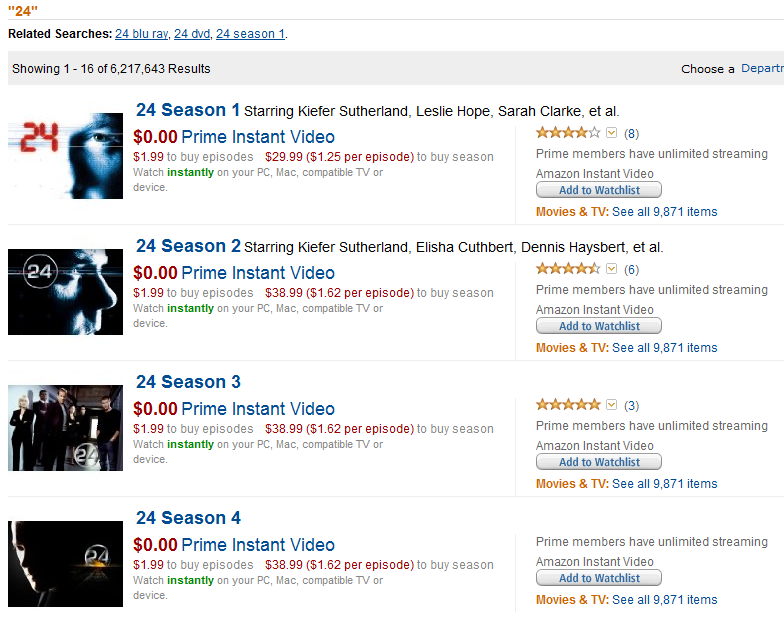 "24"
Related Searches: 24 blu ray, 24 dvd, 24 season 1.
Showing 1 - 16 of 6,217,643 Results
Choose a Departr
24
24 Season 1 Starring Kiefer Sutherland, Leslie Hope, Sarah Clarke, et al.
$0.00 Prime Instant Video
$1.99 to buy episodes $29.99 ($1.25 per episode) to buy season
Watch instantly on your PC, Mac, compatible TV or
device.
(8)
Prime members have unlimited streaming
Amazon Instant Video
Add to Watchlist
Movies & TV: See all 9,871 items
24
24 Season 2 Starring Kiefer Sutherland, Elisha Cuthbert, Dennis Haysbert, et al.
$0.00 Prime Instant Video
$1.99 to buy episodes $38.99 ($1.62 per episode) to buy season
Watch instantly on your PC, Mac, compatible TV or
device.
(6)
Prime members have unlimited streaming
Amazon Instant Video
Add to Watchlist
Movies & TV: See all 9,871 items
24
24 Season 3
$0.00 Prime Instant Video
$1.99 to buy episodes $38.99 ($1.62 per episode) to buy season
Watch instantly on your PC, Mac, compatible TV or
device.
(3)
Prime members have unlimited streaming
Amazon Instant Video
Add to Watchlist
Movies & TV: See all 9,871 items
24
24 Season 4
$0.00 Prime Instant Video
$1.99 to buy episodes $38.99 ($1.62 per episode) to buy season
Watch instantly on your PC, Mac, compatible TV or
device.
Prime members have unlimited streaming
Amazon Instant Video
Add to Watchlist
Movies & TV: See all 9,871 items